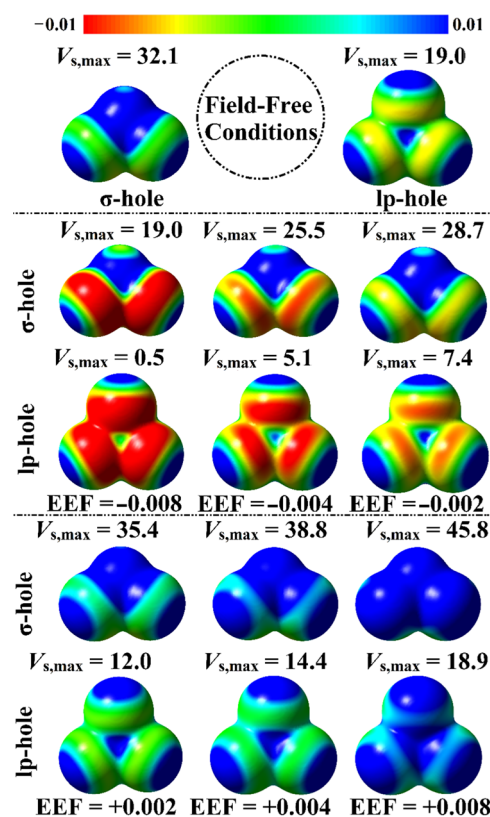 −0.01 0.01
Vs,max = 32.1 Vs,max = 19.0
Field-Free
Conditions
σ-hole lp-hole
Vs,max = 19.0 Vs,max = 25.5 Vs,max = 28.7
σ-hole
Vs,max = 0.5 Vs,max = 5.1 Vs,max = 7.4
lp-hole
EEF = −0.008 EEF = −0.004 EEF = −0.002
Vs,max = 35.4 Vs,max = 38.8 Vs,max = 45.8
σ-hole
Vs,max = 12.0 Vs,max = 14.4 Vs,max = 18.9
lp-hole
EEF = +0.002 EEF = +0.004 EEF = +0.008